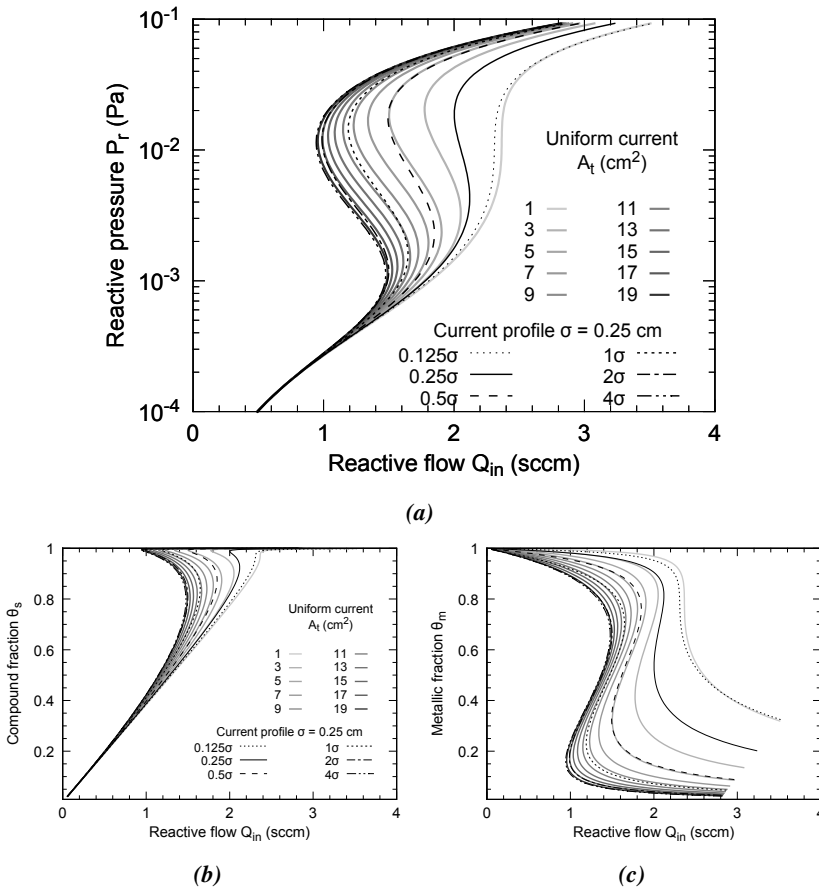 10⁰
10⁻¹
10⁻²
10⁻³
10⁻⁴
Reactive pressure P_r (Pa)
0 1 2 3 4
Reactive flow Q_in (sccm)
Uniform current
A_t (cm²)
1 11
3 13
5 15
7 17
9 19
Current profile σ = 0.25 cm
0.125σ 1σ
0.25σ 2σ
0.5σ 4σ
(a)
1
0.8
0.6
0.4
0.2
Compound fraction θ_s
0 1 2 3 4
Reactive flow Q_in (sccm)
Uniform current
A_t (cm²)
1 11
3 13
5 15
7 17
9 19
Current profile σ = 0.25 cm
0.125σ 1σ
0.25σ 2σ
0.5σ 4σ
(b)
1
0.8
0.6
0.4
0.2
Metallic fraction θ_m
0 1 2 3 4
Reactive flow Q_in (sccm)
(c)